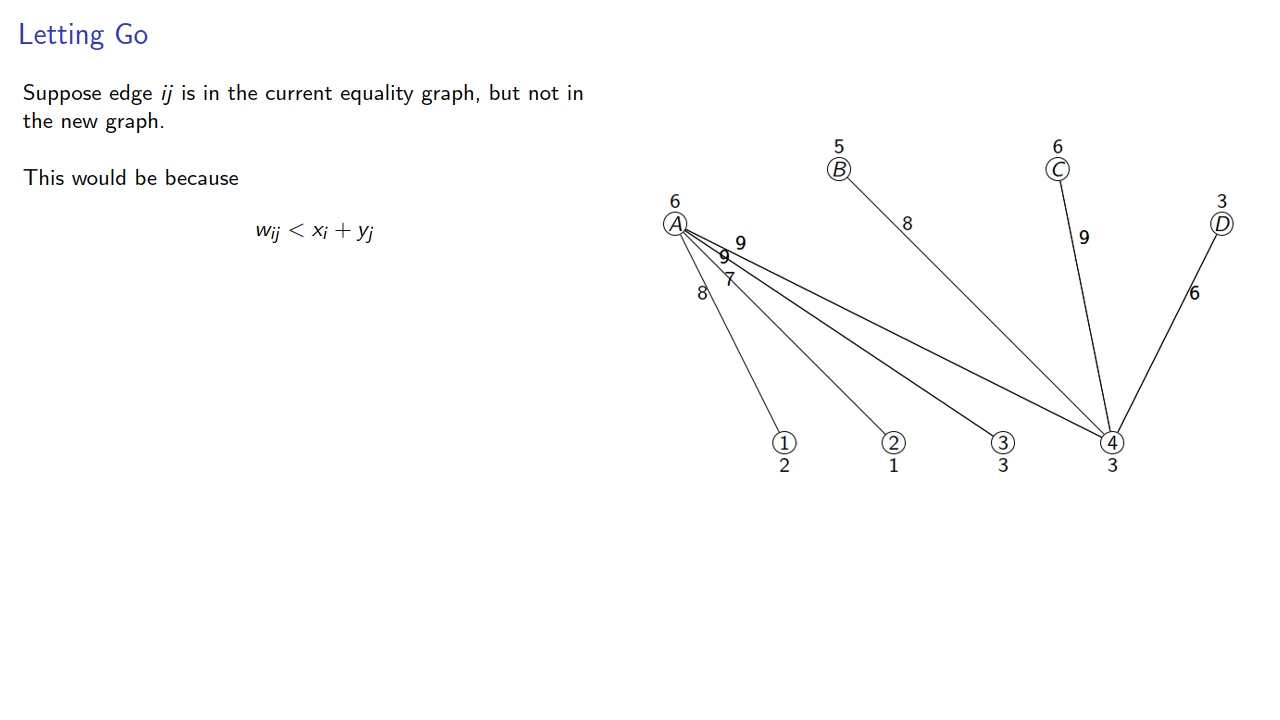 Letting Go
Suppose edge ij is in the current equality graph, but not in
the new graph.
This would be because
wij < xi + yj
5 6
B C
6 3
A D
8
9 9
9
7
8 6
1 2 3 4
2 1 3 3